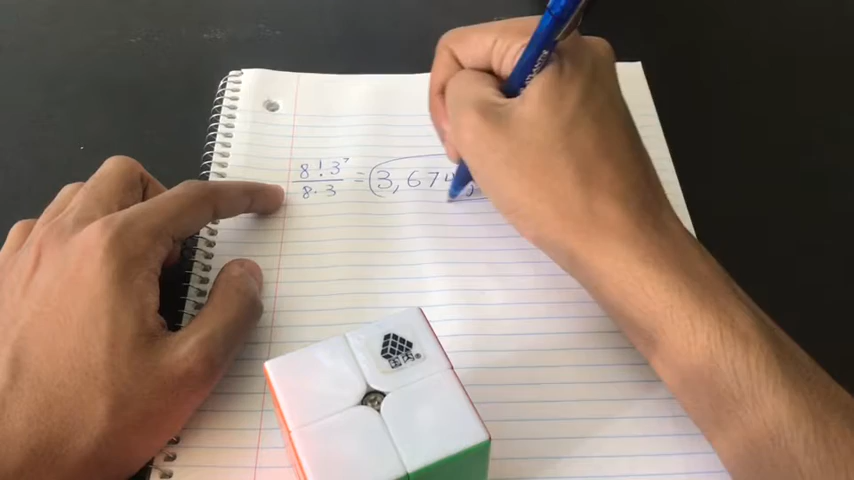 8!·3⁷
8·3 = 3,674,